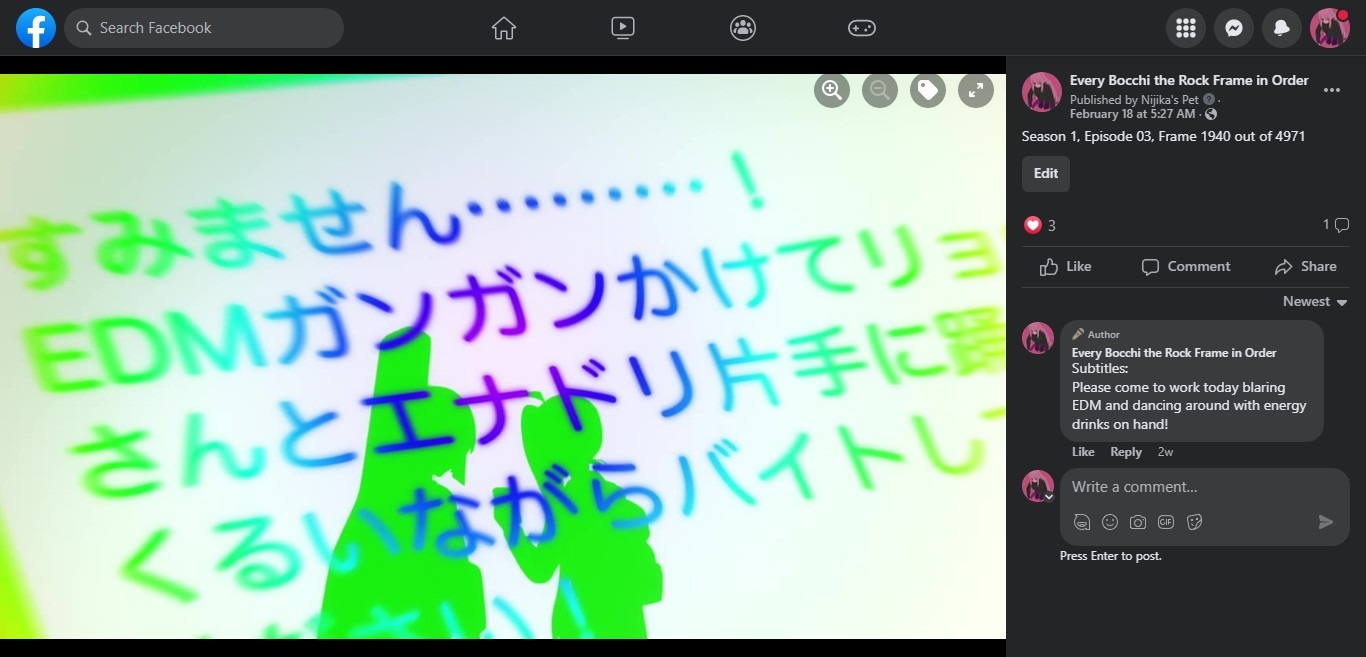 Search Facebook
すみません………！
EDMガンガンかけてリョ
さんとエナドリ片手に踊
くるいながらバイトして
ださい！
Every Bocchi the Rock Frame in Order
Published by Nijika's Pet
February 18 at 5:27 AM
Season 1, Episode 03, Frame 1940 out of 4971
Edit
3
1
Like Comment Share
Newest
Author
Every Bocchi the Rock Frame in Order
Subtitles:
Please come to work today blaring
EDM and dancing around with energy
drinks on hand!
Like Reply 2w
Write a comment...
GIF
Press Enter to post.